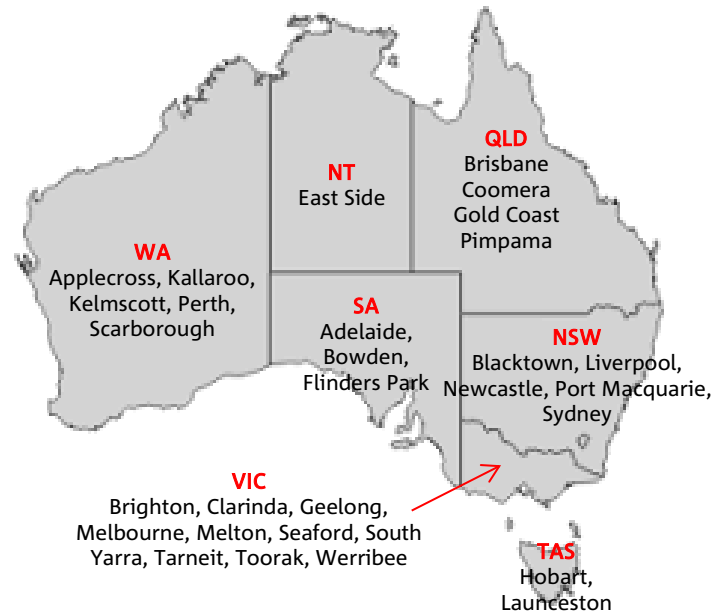 QLD
Brisbane
Coomera
Gold Coast
Pimpama
NT
East Side
WA
Applecross, Kallaroo,
Kelmscott, Perth,
Scarborough
SA
Adelaide,
Bowden,
Flinders Park
NSW
Blacktown, Liverpool,
Newcastle, Port Macquarie,
Sydney
VIC
Brighton, Clarinda, Geelong,
Melbourne, Melton, Seaford, South
Yarra, Tarneit, Toorak, Werribee
TAS
Hobart,
Launceston